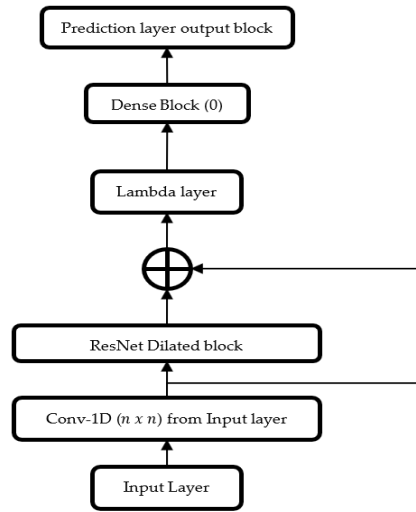 Prediction layer output block
Dense Block (0)
Lambda layer
ResNet Dilated block
Conv-1D (n x n) from Input layer
Input Layer